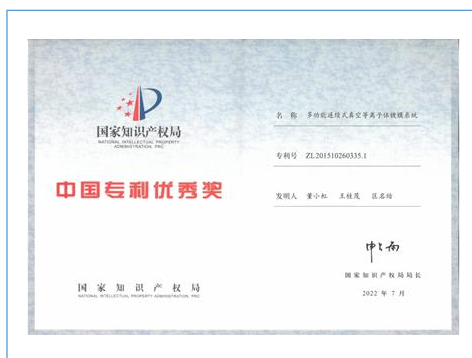 国家知识产权局
NATIONAL INTELLECTUAL PROPERTY
ADMINISTRATION, PRC
中国专利优秀奖
国家知识产权局
NATIONAL INTELLECTUAL PROPERTY ADMINISTRATION, PRC
名 称 多功能连续式真空等离子体镀膜系统
专利号 ZL201510260335.1
发明人 董小虹 王桂茂
国家知识产权局局长
2022 年 7 月